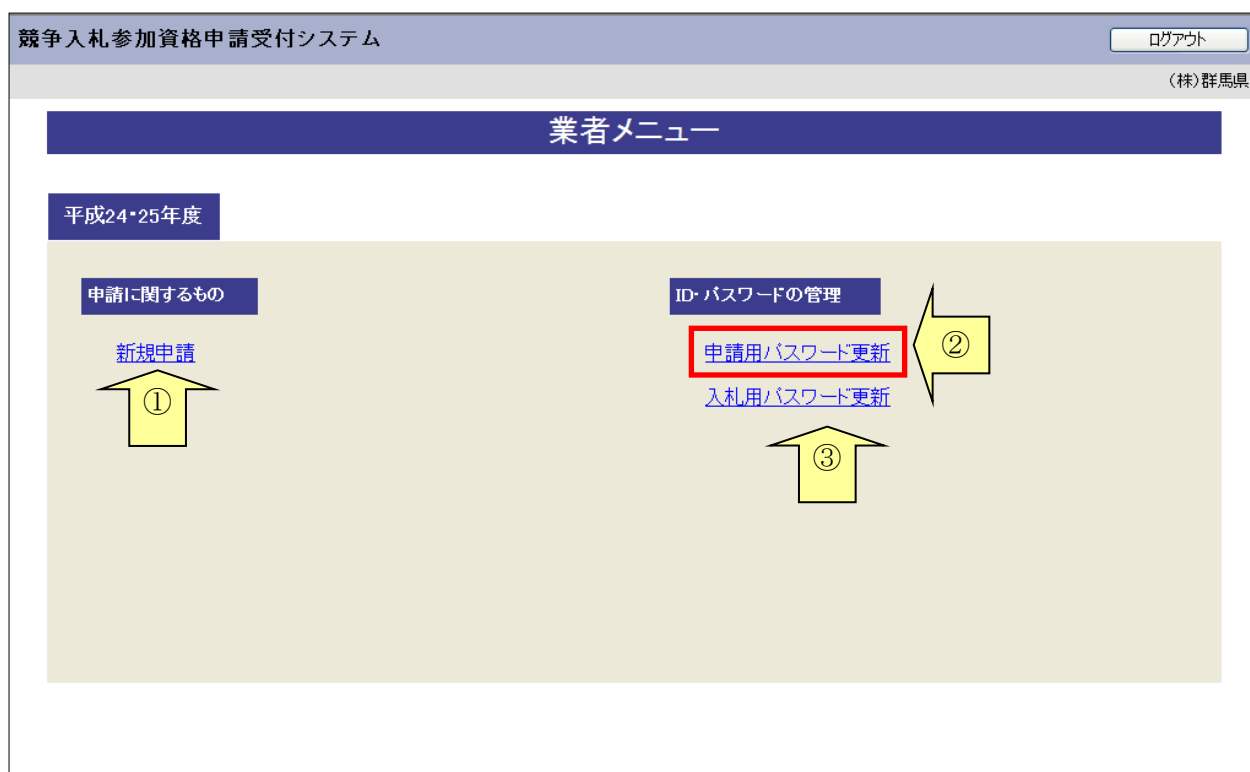 競争入札参加資格申請受付システム
ログアウト
(株)群馬県
業者メニュー
平成24・25年度
申請に関するもの
ID・パスワードの管理
新規申請
申請用パスワード更新
②
①
入札用パスワード更新
③